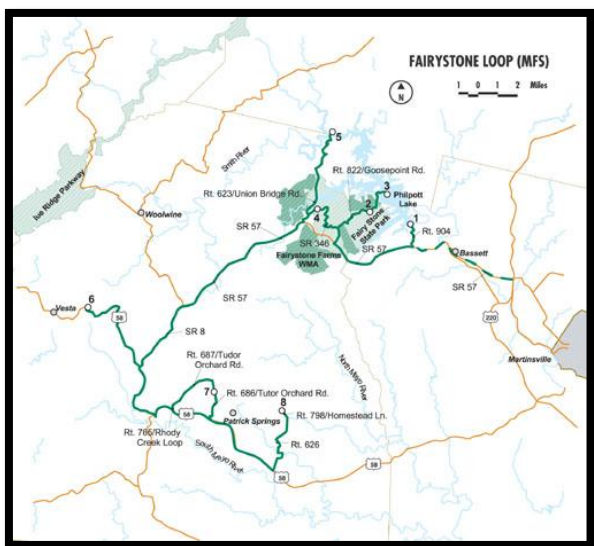 FAIRYSTONE LOOP (MFS)
1 0 1 2 Miles
N
5
Smith River
Rt. 822/Goosepoint Rd.
Blue Ridge Parkway
Rt. 623/Union Bridge Rd.
3
Philpott
Lake
2
4
Fairy Stone
State Park
1
Woolwine
Rt. 904
SR 57
SR 346
SR 57
Bassett
Fairystone Farms
WMA
SR 57
SR 57
6
Vesta
58
220
SR 8
Martinsville
Rt. 687/Tudor
Orchard Rd.
North Mayo River
7
Rt. 686/Tutor Orchard Rd.
8
Patrick Springs
Rt. 798/Homestead Ln.
58
Rt. 766/Rhody
Creek Loop
South Mayo River
Rt. 626
58
58